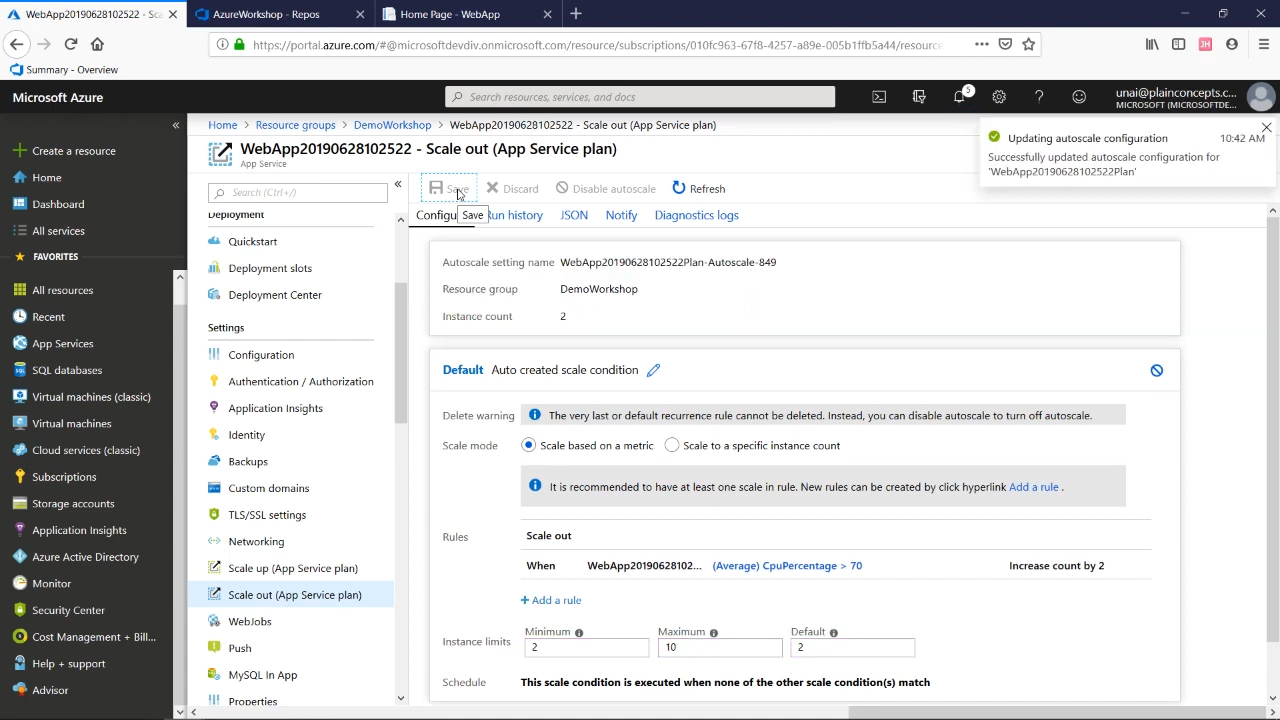 WebApp20190628102522 - Sc
AzureWorkshop - Repos
Home Page - WebApp
https://portal.azure.com/#@microsoftdevdiv.onmicrosoft.com/resource/subscriptions/010fc963-67f8-4257-a89e-005b1ffb5a44/resource
Summary - Overview
Microsoft Azure
Search resources, services, and docs
5
unai@plainconcepts.c...
MICROSOFT (MICROSOFTDE...
Create a resource
Home
Dashboard
All services
FAVORITES
All resources
Recent
App Services
SQL databases
Virtual machines (classic)
Virtual machines
Cloud services (classic)
Subscriptions
Storage accounts
Application Insights
Azure Active Directory
Monitor
Security Center
Cost Management + Bill...
Help + support
Advisor
Home > Resource groups > DemoWorkshop > WebApp20190628102522 - Scale out (App Service plan)
WebApp20190628102522 - Scale out (App Service plan)
App Service
Updating autoscale configuration 10:42 AM
Successfully updated autoscale configuration for
'WebApp20190628102522Plan'
Search (Ctrl+/)
Deployment
Quickstart
Deployment slots
Deployment Center
Settings
Configuration
Authentication / Authorization
Application Insights
Identity
Backups
Custom domains
TLS/SSL settings
Networking
Scale up (App Service plan)
Scale out (App Service plan)
WebJobs
Push
MySQL In App
Properties
Save Discard Disable autoscale Refresh
Save
Configu Run history JSON Notify Diagnostics logs
Autoscale setting name WebApp20190628102522Plan-Autoscale-849
Resource group DemoWorkshop
Instance count 2
Default Auto created scale condition
Delete warning The very last or default recurrence rule cannot be deleted. Instead, you can disable autoscale to turn off autoscale.
Scale mode Scale based on a metric Scale to a specific instance count
It is recommended to have at least one scale in rule. New rules can be created by click hyperlink Add a rule .
Rules Scale out
When WebApp20190628102... (Average) CpuPercentage > 70 Increase count by 2
+ Add a rule
Instance limits
Minimum Maximum Default
2 10 2
Schedule This scale condition is executed when none of the other scale condition(s) match